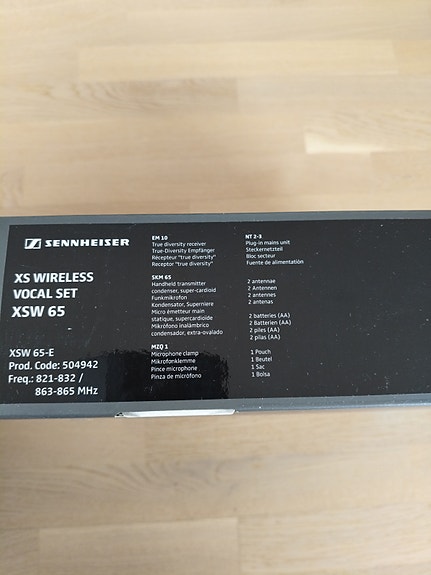 SENNHEISER
XS WIRELESS
VOCAL SET
XSW 65
XSW 65-E
Prod. Code: 504942
Freq.: 821-832 /
863-865 MHz
EM 10
True diversity receiver
True-Diversity Empfänger
Récepteur "true diversity"
Receptor "true diversity"
SKM 65
Handheld transmitter
condenser, super-cardioid
Funkmikrofon
Kondensator, Superniere
Micro émetteur main
statique, supercardioïde
Micrófono inalámbrico
condensador, extra-ovalado
MZQ 1
Microphone clamp
Mikrofonklemme
Pince microphone
Pinza de micrófono
NT 2-3
Plug-in mains unit
Steckernetzteil
Bloc secteur
Fuente de alimentatión
2 antennae
2 Antennen
2 antennes
2 antenas
2 batteries (AA)
2 Batterien (AA)
2 piles (AA)
2 pilas (AA)
1 Pouch
1 Beutel
1 Sac
1 Bolsa